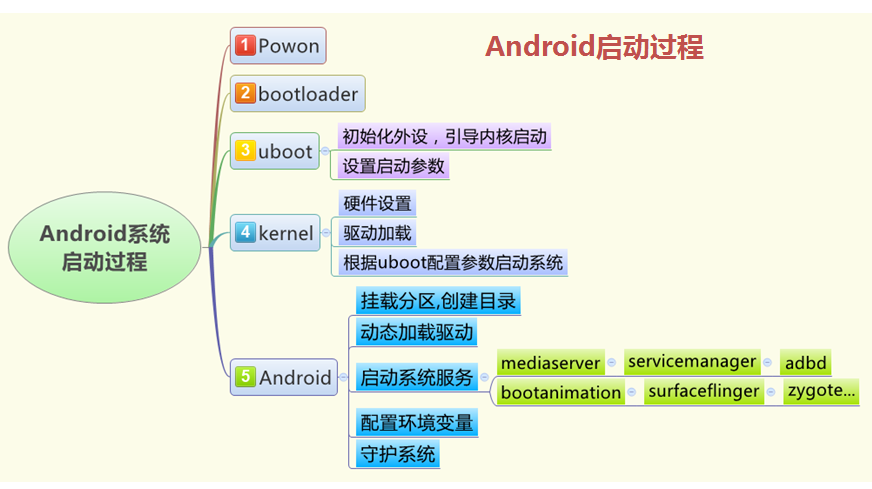 Android启动过程
Android系统
启动过程
1 Powon
2 bootloader
3 uboot
初始化外设，引导内核启动
设置启动参数
4 kernel
硬件设置
驱动加载
根据uboot配置参数启动系统
5 Android
挂载分区,创建目录
动态加载驱动
启动系统服务
mediaserver servicemanager adbd
bootanimation surfaceflinger zygote...
配置环境变量
守护系统